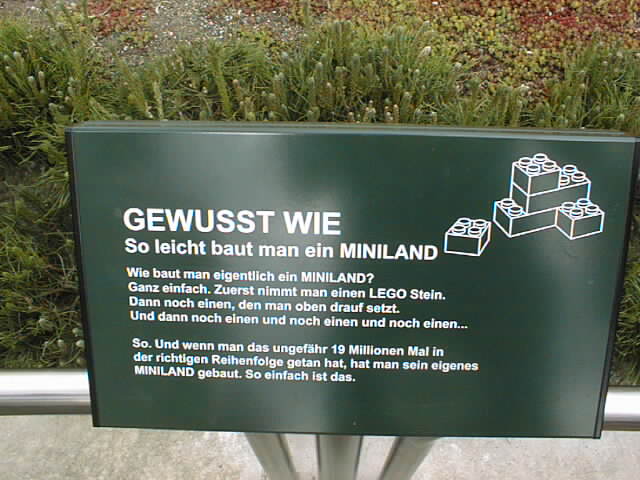 GEWUSST WIE
So leicht baut man ein MINILAND
Wie baut man eigentlich ein MINILAND?
Ganz einfach. Zuerst nimmt man einen LEGO Stein.
Dann noch einen, den man oben drauf setzt.
Und dann noch einen und noch einen und noch einen...
So. Und wenn man das ungefähr 19 Millionen Mal in
der richtigen Reihenfolge getan hat, hat man sein eigenes
MINILAND gebaut. So einfach ist das.